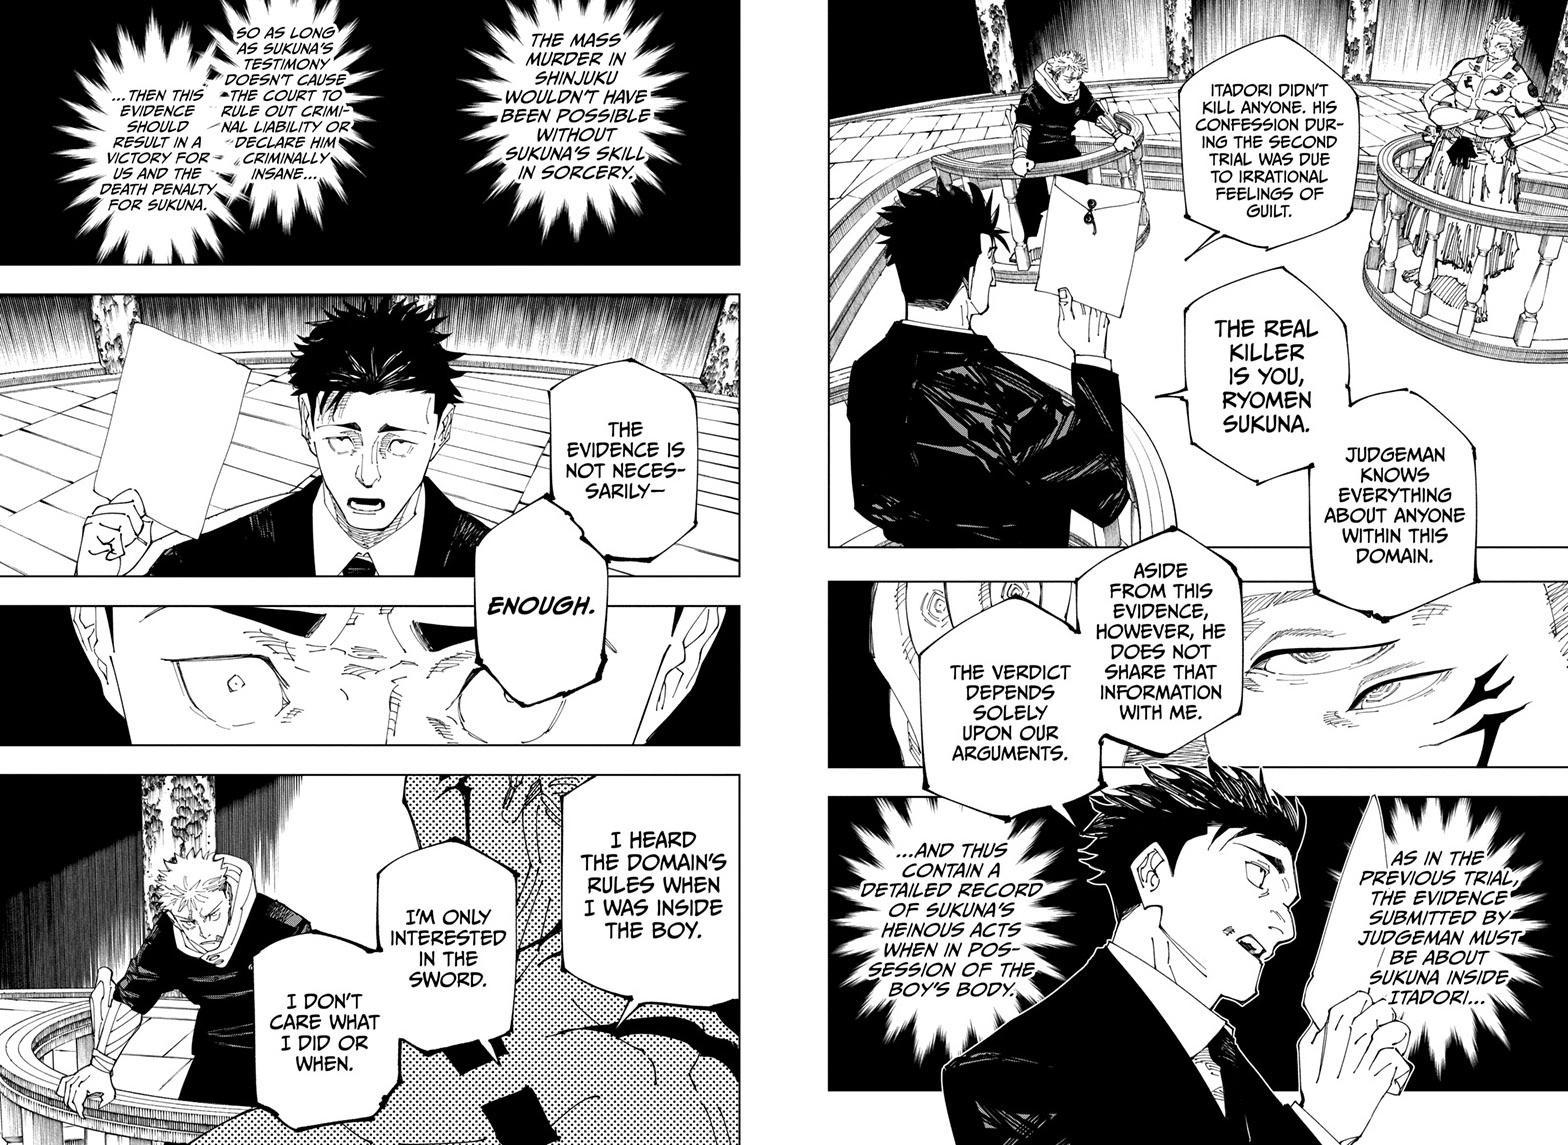 ITADORI DIDN'T
KILL ANYONE. HIS
CONFESSION DUR-
ING THE SECOND
TRIAL WAS DUE
TO IRRATIONAL
FEELINGS OF
GUILT.
THE REAL
KILLER
IS YOU,
RYOMEN
SUKUNA.
JUDGEMAN
KNOWS
EVERYTHING
ABOUT ANYONE
WITHIN THIS
DOMAIN.
ASIDE
FROM THIS
EVIDENCE,
HOWEVER, HE
DOES NOT
SHARE THAT
INFORMATION
WITH ME.
THE VERDICT
DEPENDS
SOLELY
UPON OUR
ARGUMENTS.
AS IN THE
PREVIOUS TRIAL,
THE EVIDENCE
SUBMITTED BY
JUDGEMAN MUST
BE ABOUT
SUKUNA INSIDE
ITADORI...
...AND THUS
CONTAIN A
DETAILED RECORD
OF SUKUNA'S
HEINOUS ACTS
WHEN IN POS-
SESSION OF THE
BOY'S BODY.
THE MASS
MURDER IN
SHINJUKU
WOULDN'T HAVE
BEEN POSSIBLE
WITHOUT
SUKUNA'S SKILL
IN SORCERY.
SO AS LONG
AS SUKUNA'S
TESTIMONY
DOESN'T CAUSE
THE COURT TO
RULE OUT CRIMI-
NAL LIABILITY OR
DECLARE HIM
CRIMINALLY
INSANE...
...THEN THIS
EVIDENCE
SHOULD
RESULT IN A
VICTORY FOR
US AND THE
DEATH PENALTY
FOR SUKUNA.
THE
EVIDENCE IS
NOT NECES-
SARILY—
ENOUGH.
I HEARD
THE DOMAIN'S
RULES WHEN
I WAS INSIDE
THE BOY.
I'M ONLY
INTERESTED
IN THE
SWORD.
I DON'T
CARE WHAT
I DID OR
WHEN.